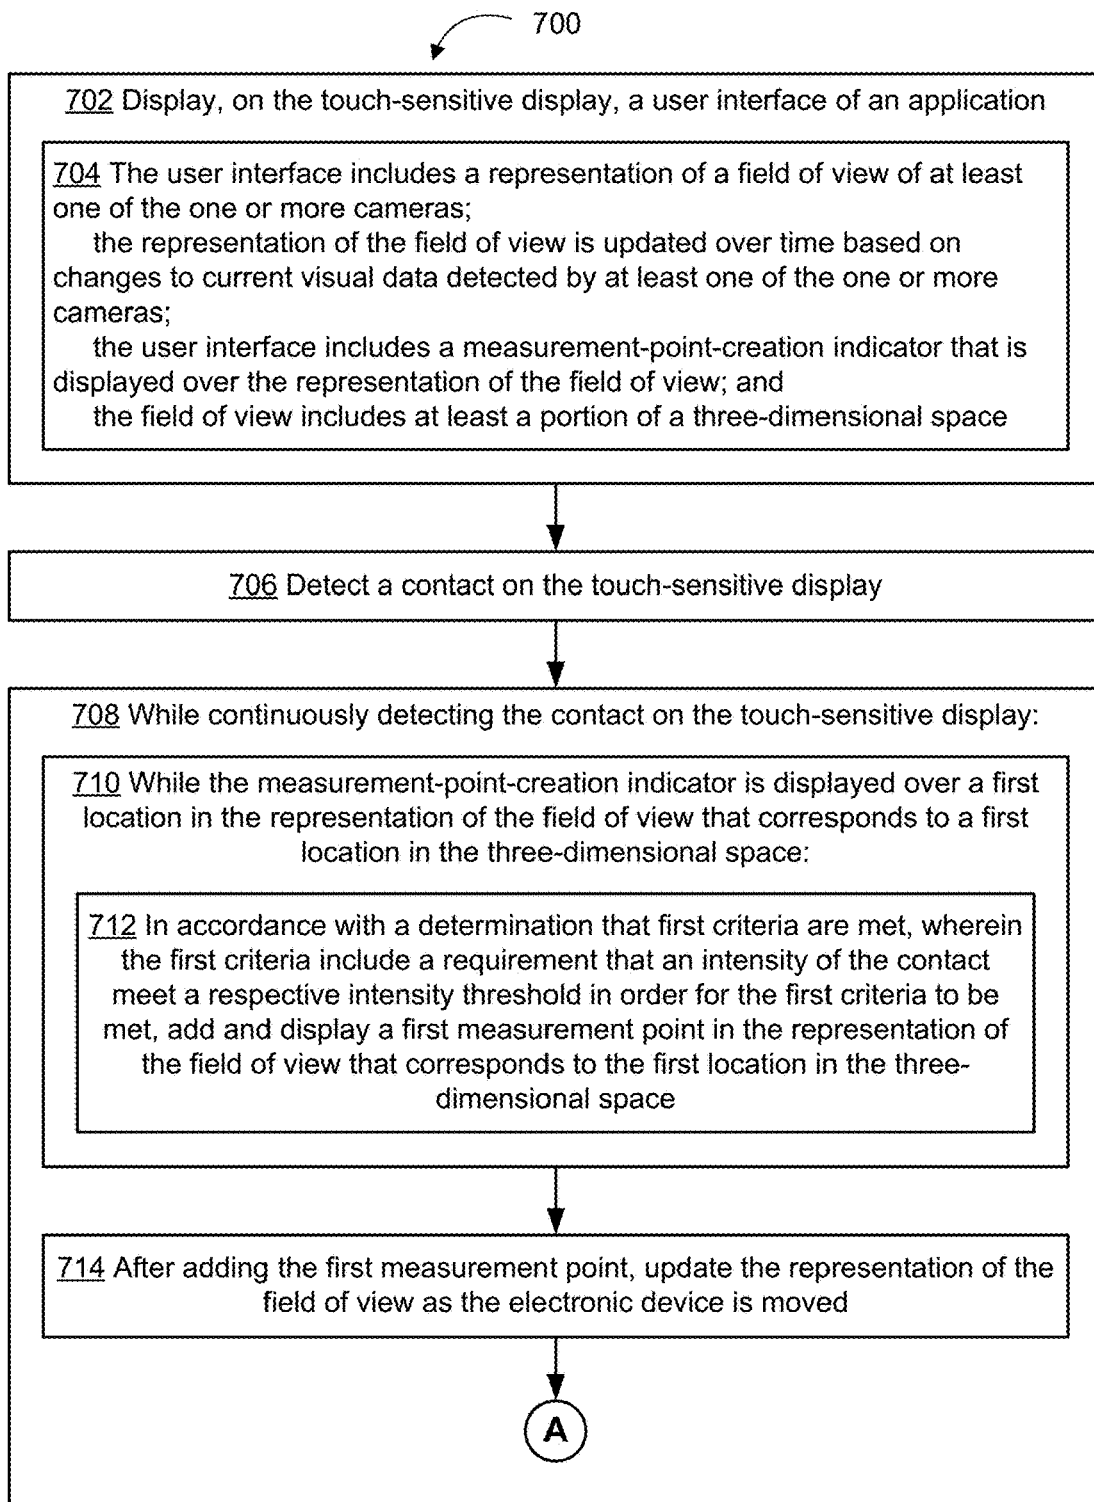 700
702 Display, on the touch-sensitive display, a user interface of an application
704 The user interface includes a representation of a field of view of at least
one of the one or more cameras;
the representation of the field of view is updated over time based on
changes to current visual data detected by at least one of the one or more
cameras;
the user interface includes a measurement-point-creation indicator that is
displayed over the representation of the field of view; and
the field of view includes at least a portion of a three-dimensional space
706 Detect a contact on the touch-sensitive display
708 While continuously detecting the contact on the touch-sensitive display:
710 While the measurement-point-creation indicator is displayed over a first
location in the representation of the field of view that corresponds to a first
location in the three-dimensional space:
712 In accordance with a determination that first criteria are met, wherein
the first criteria include a requirement that an intensity of the contact
meet a respective intensity threshold in order for the first criteria to be
met, add and display a first measurement point in the representation of
the field of view that corresponds to the first location in the three-
dimensional space
714 After adding the first measurement point, update the representation of the
field of view as the electronic device is moved
A